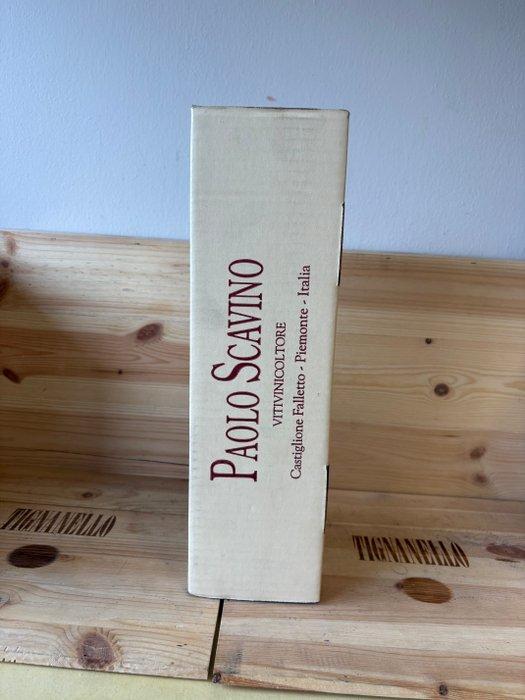 PAOLO SCAVINO
VITIVINICOLTORE
Castiglione Falletto - Piemonte - Italia
TIGNANELLO
TIGNANELLO